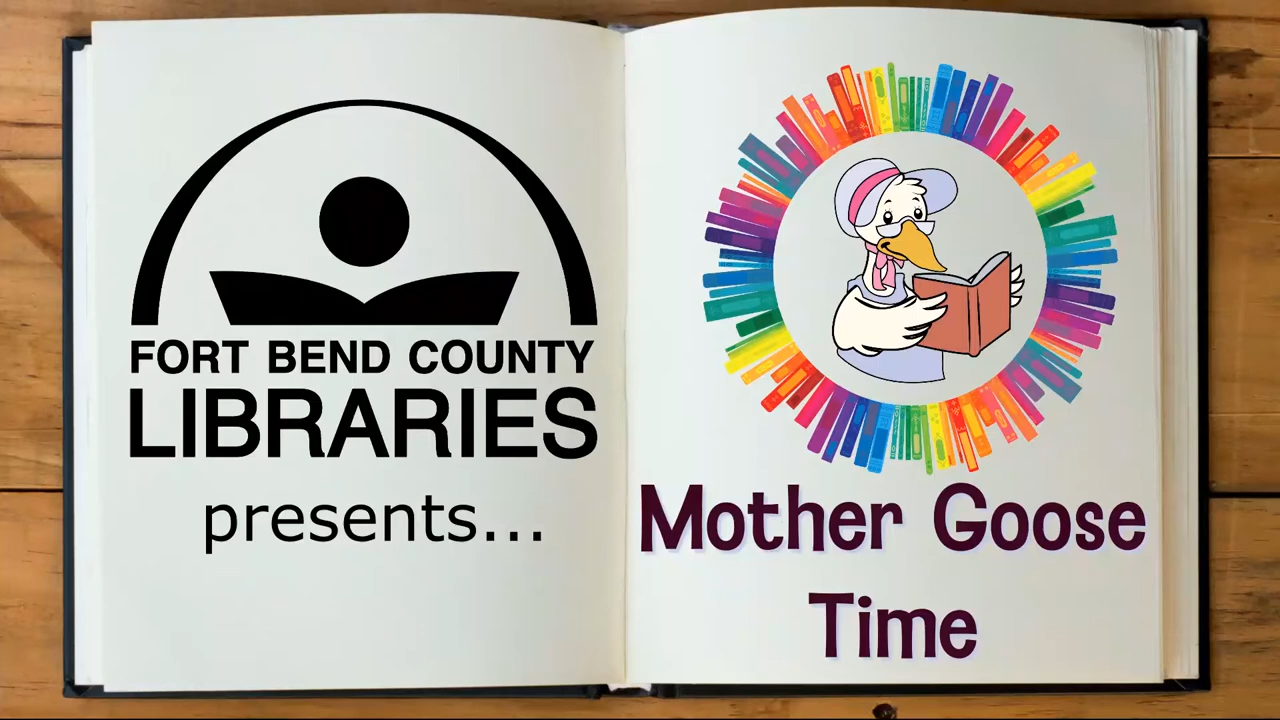 FORT BEND COUNTY
LIBRARIES
presents...
Mother Goose
Time